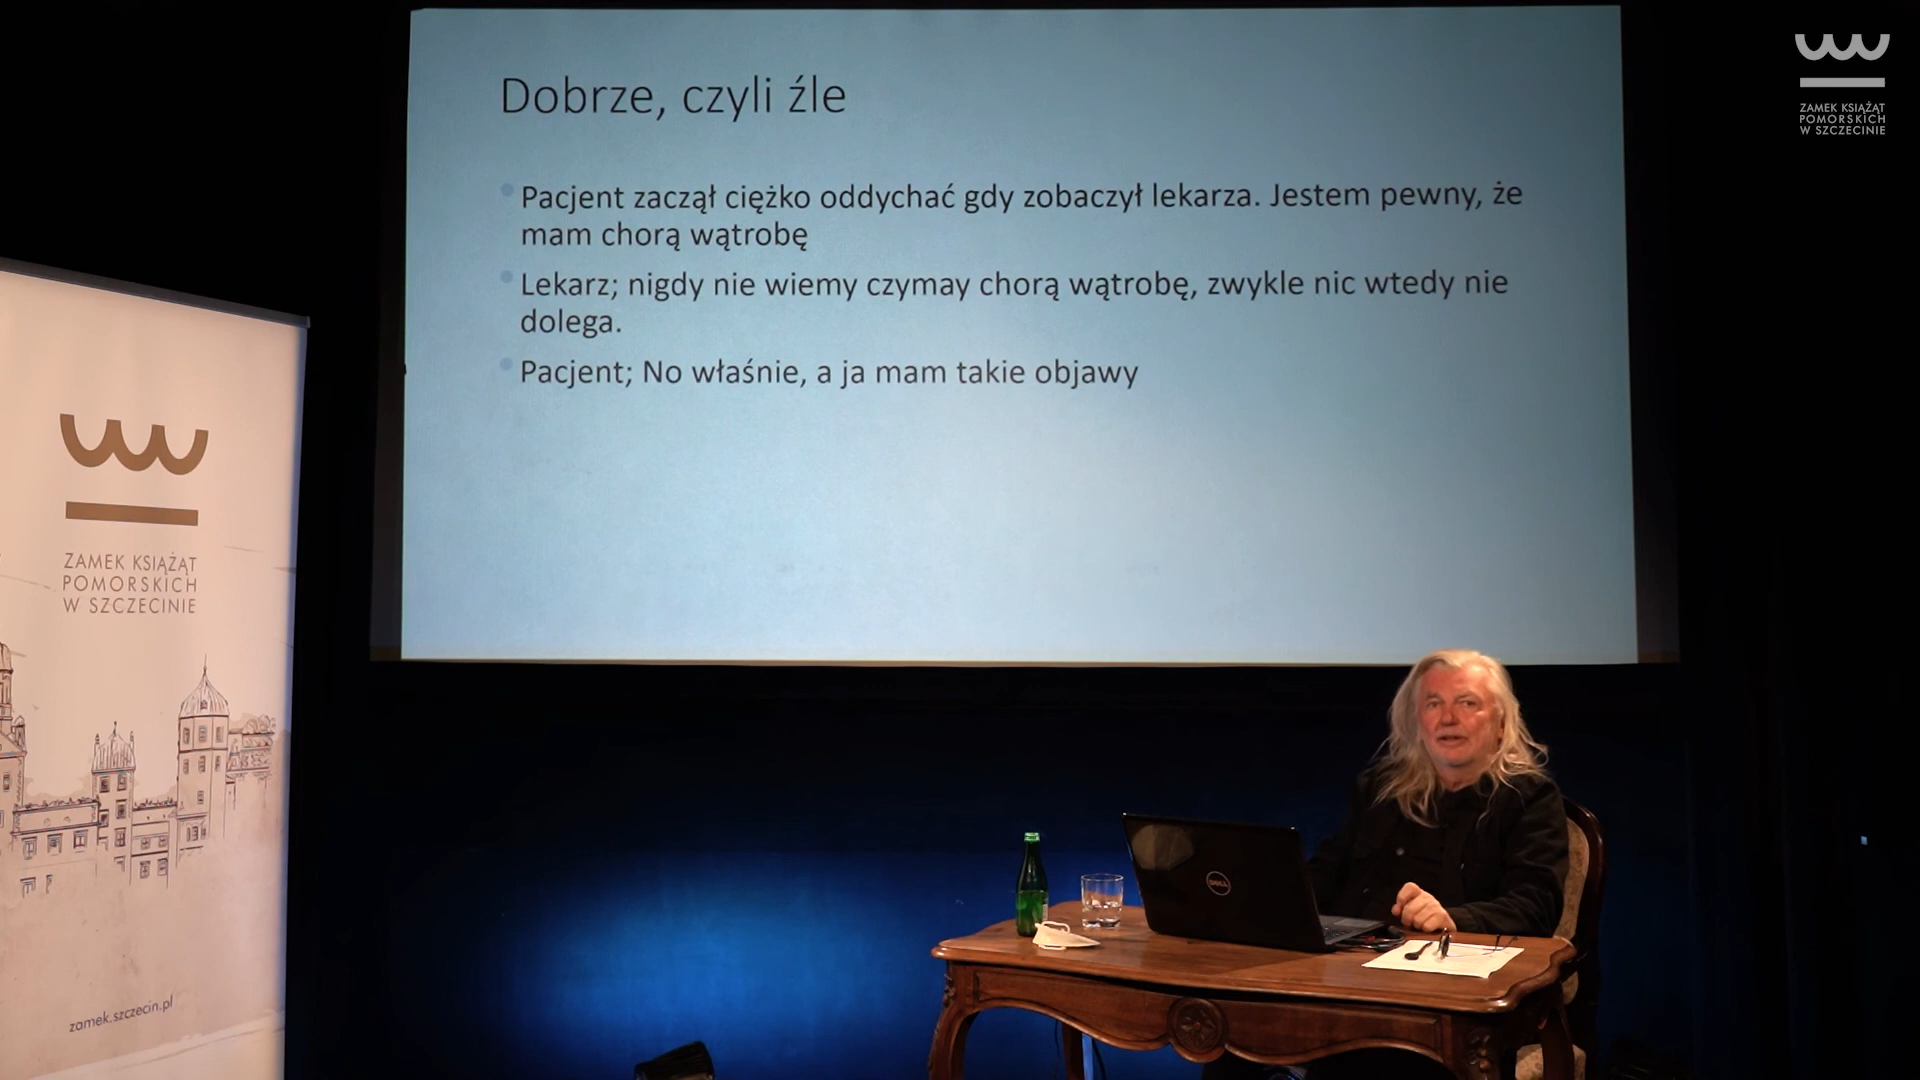 Dobrze, czyli źle
Pacjent zaczął ciężko oddychać gdy zobaczył lekarza. Jestem pewny, że
mam chorą wątrobę
Lekarz; nigdy nie wiemy czymay chorą wątrobę, zwykle nic wtedy nie
dolega.
Pacjent; No właśnie, a ja mam takie objawy
ZAMEK KSIĄŻĄT
POMORSKICH
W SZCZECINIE
ZAMEK KSIĄŻĄT
POMORSKICH
W SZCZECINIE
zamek.szczecin.pl
DELL